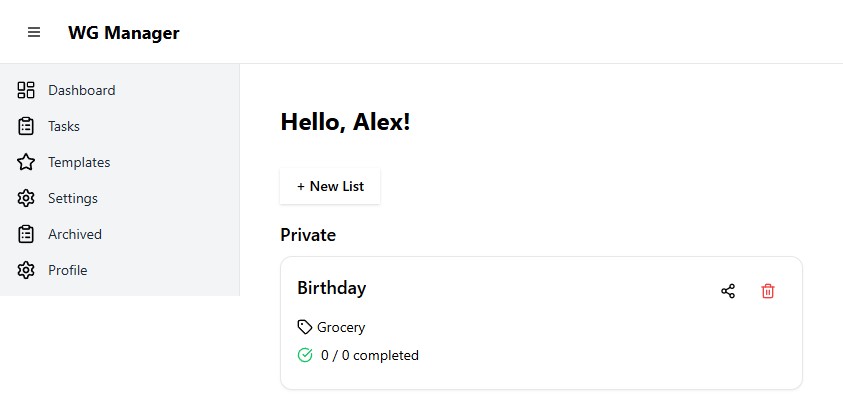 WG Manager
Dashboard
Tasks
Templates
Settings
Archived
Profile
Hello, Alex!
+ New List
Private
Birthday
Grocery
0 / 0 completed